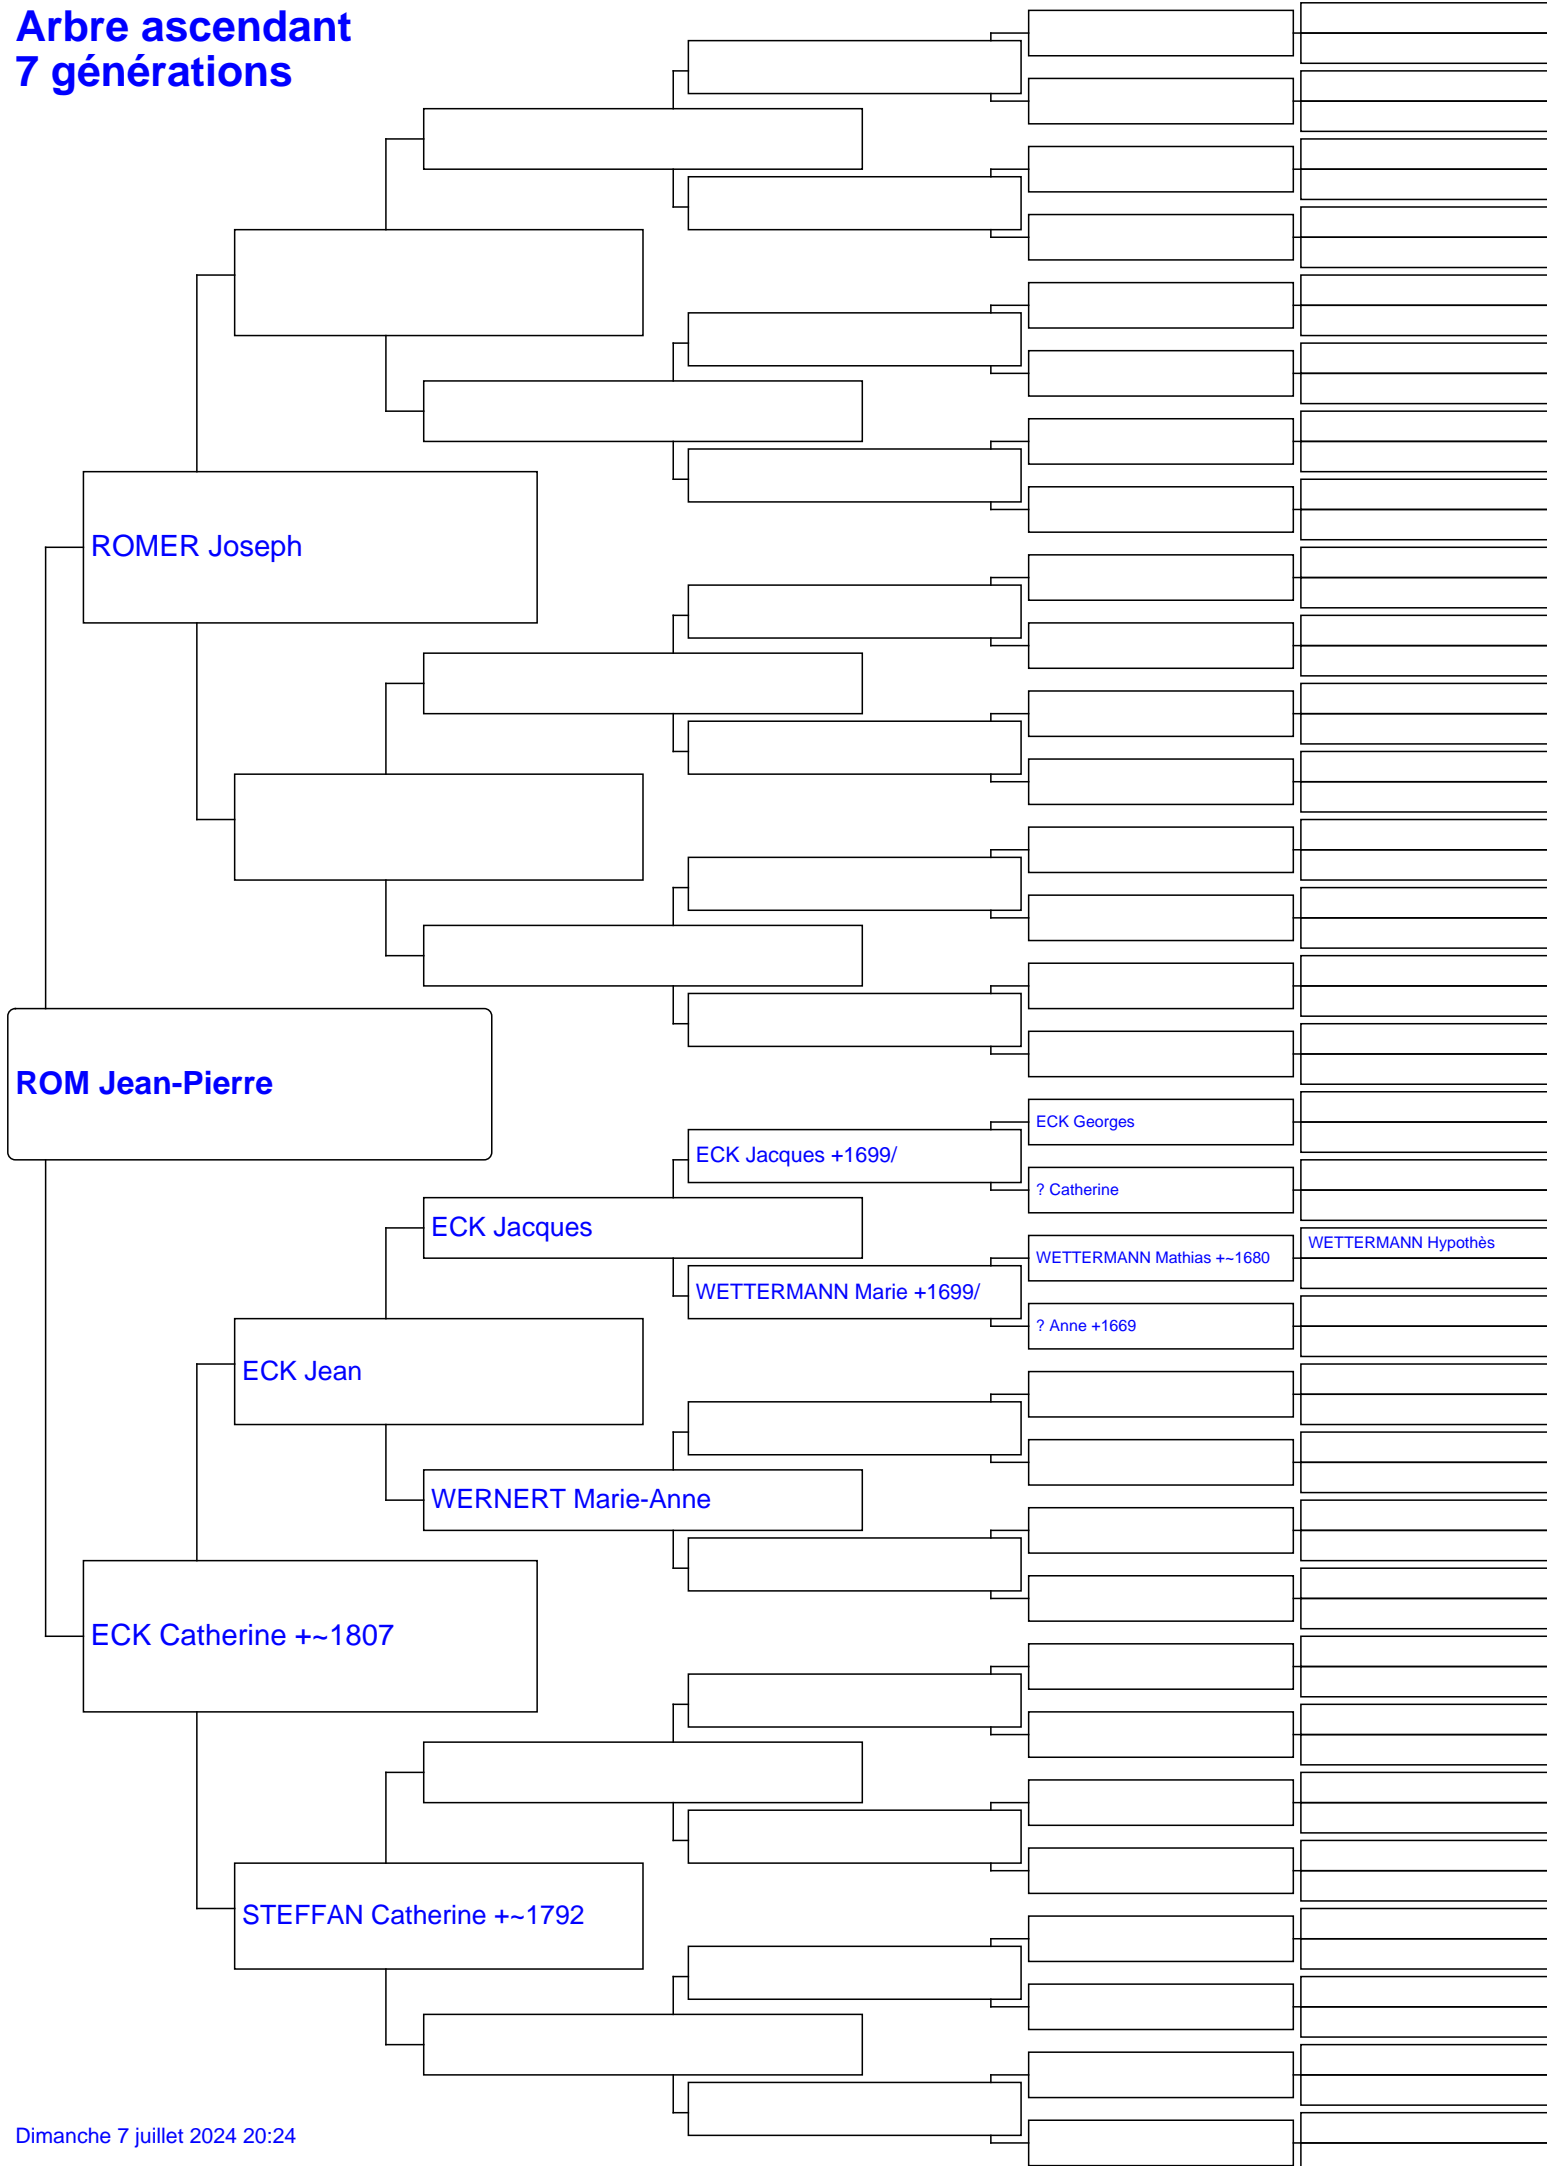 Arbre ascendant
7 générations
ROMER Joseph
ROM Jean-Pierre
ECK Georges
ECK Jacques +1699/
? Catherine
ECK Jacques
WETTERMANN Hypothès
WETTERMANN Mathias +~1680
WETTERMANN Marie +1699/
? Anne +1669
ECK Jean
WERNERT Marie-Anne
ECK Catherine +~1807
STEFFAN Catherine +~1792
Dimanche 7 juillet 2024 20:24